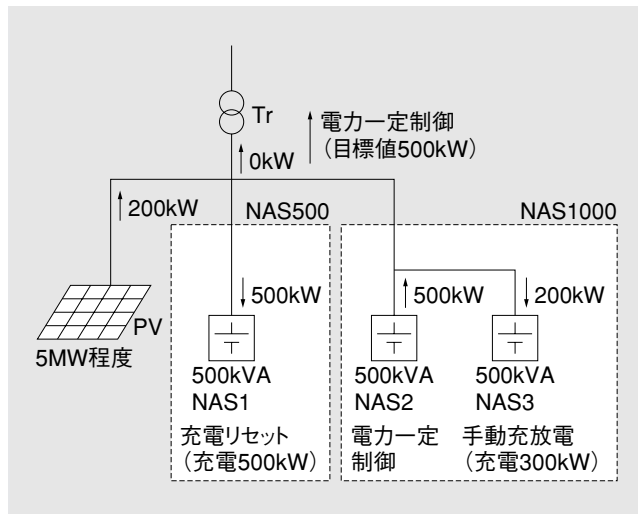 Tr
電力一定制御
（目標値500kW）
0kW
200kW
NAS500
NAS1000
PV
5MW程度
500kW
500kW
200kW
500kVA
NAS1
500kVA
NAS2
500kVA
NAS3
充電リセット
（充電500kW）
電力一定
制御
手動充放電
（充電300kW）